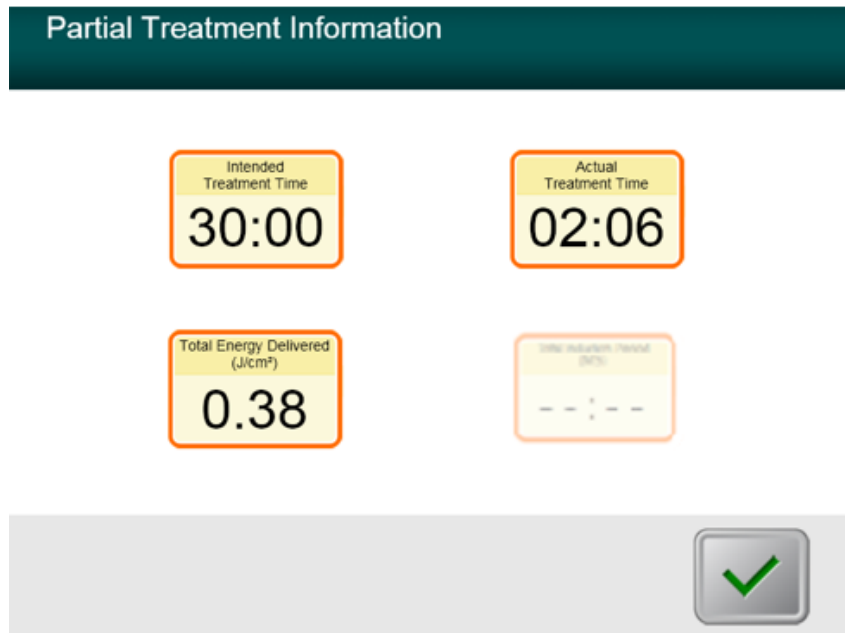 Partial Treatment Information
Intended
Treatment Time
30:00
Actual
Treatment Time
02:06
Total Energy Delivered
(J/cm²)
0.38
--:--